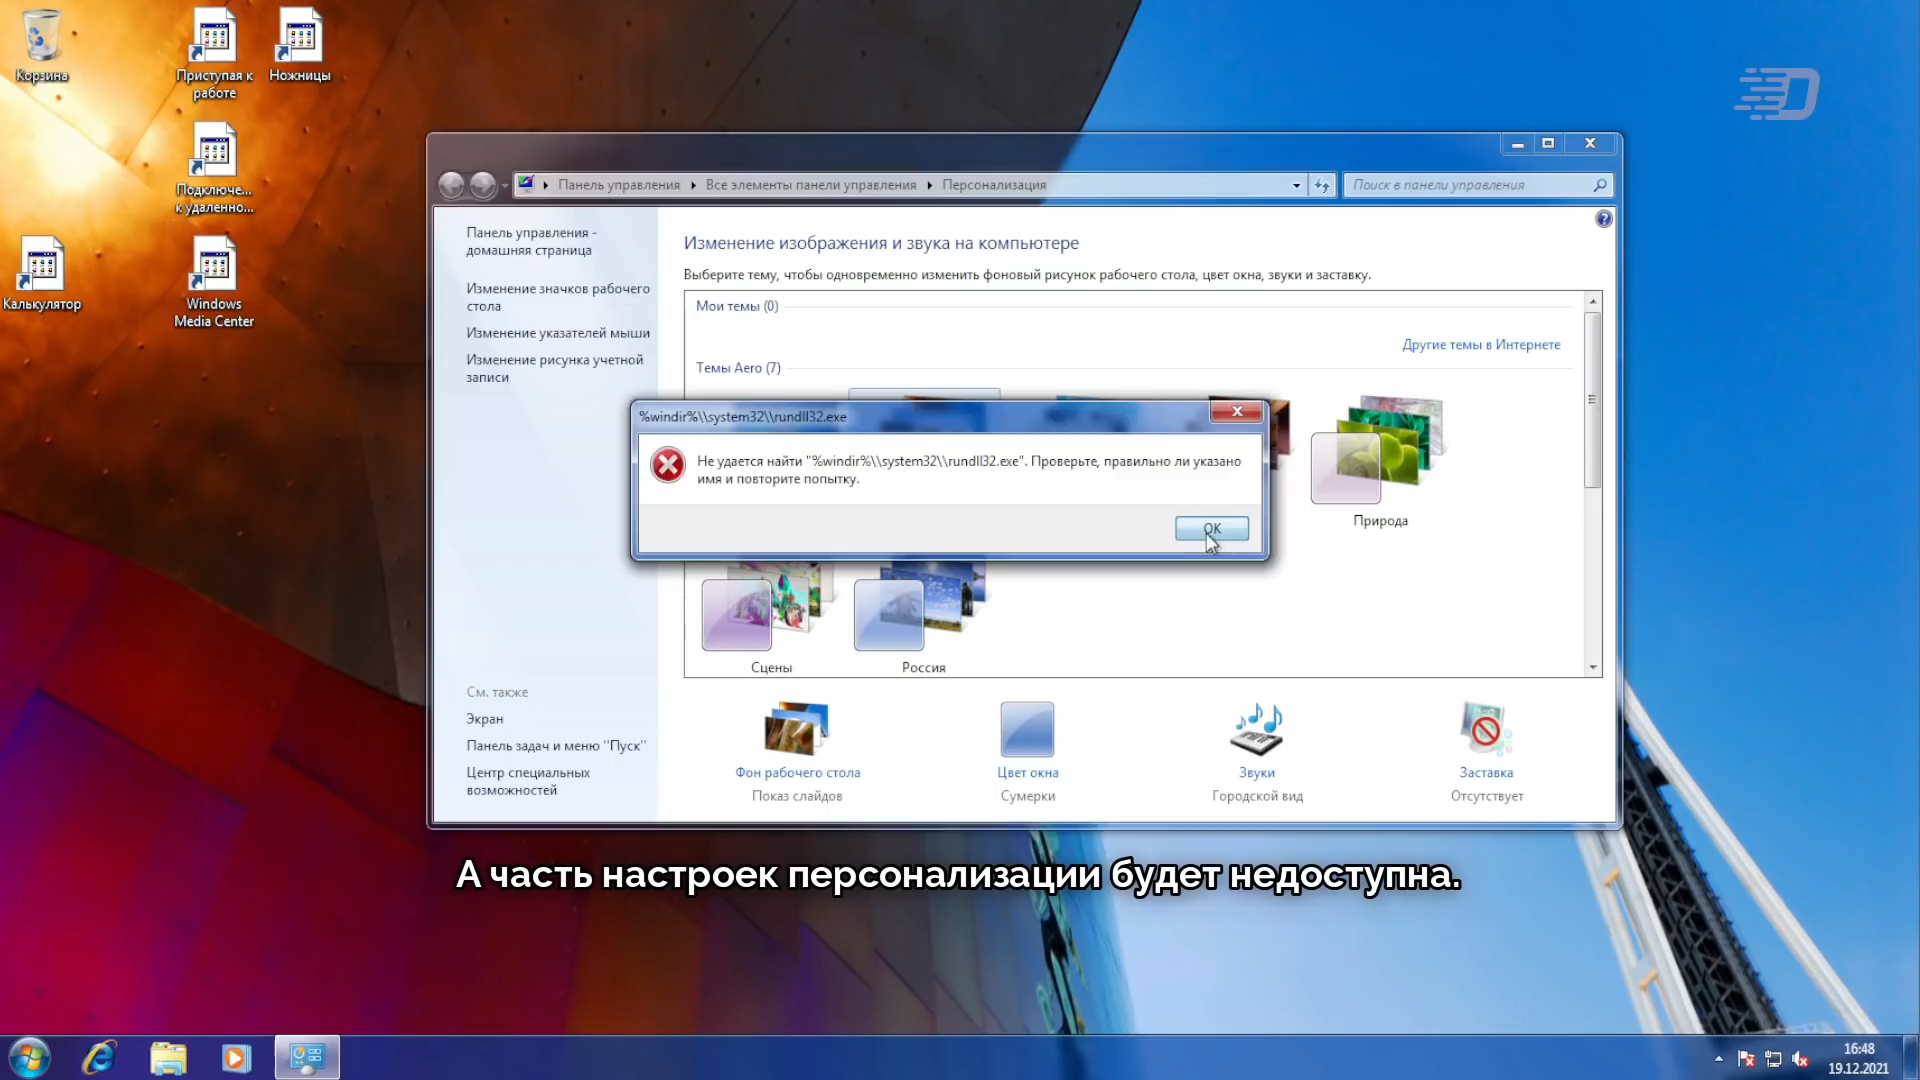 Корзина
Приступая к
работе
Ножницы
Подключе...
к удаленно...
Калькулятор
Windows
Media Center
Панель управления
Все элементы панели управления
Персонализация
Поиск в панели управления
Панель управления -
домашняя страница
Изменение значков рабочего
стола
Изменение указателей мыши
Изменение рисунка учетной
записи
Изменение изображения и звука на компьютере
Выберите тему, чтобы одновременно изменить фоновый рисунок рабочего стола, цвет окна, звуки и заставку.
Мои темы (0)
Другие темы в Интернете
Темы Aero (7)
%windir%\\system32\\rundll32.exe
Не удается найти "%windir%\\system32\\rundll32.exe". Проверьте, правильно ли указано
имя и повторите попытку.
OK
Природа
Сцены
Россия
См. также
Экран
Панель задач и меню "Пуск"
Центр специальных
возможностей
Фон рабочего стола
Показ слайдов
Цвет окна
Сумерки
Звуки
Городской вид
Заставка
Отсутствует
А часть настроек персонализации будет недоступна.
16:48
19.12.2021